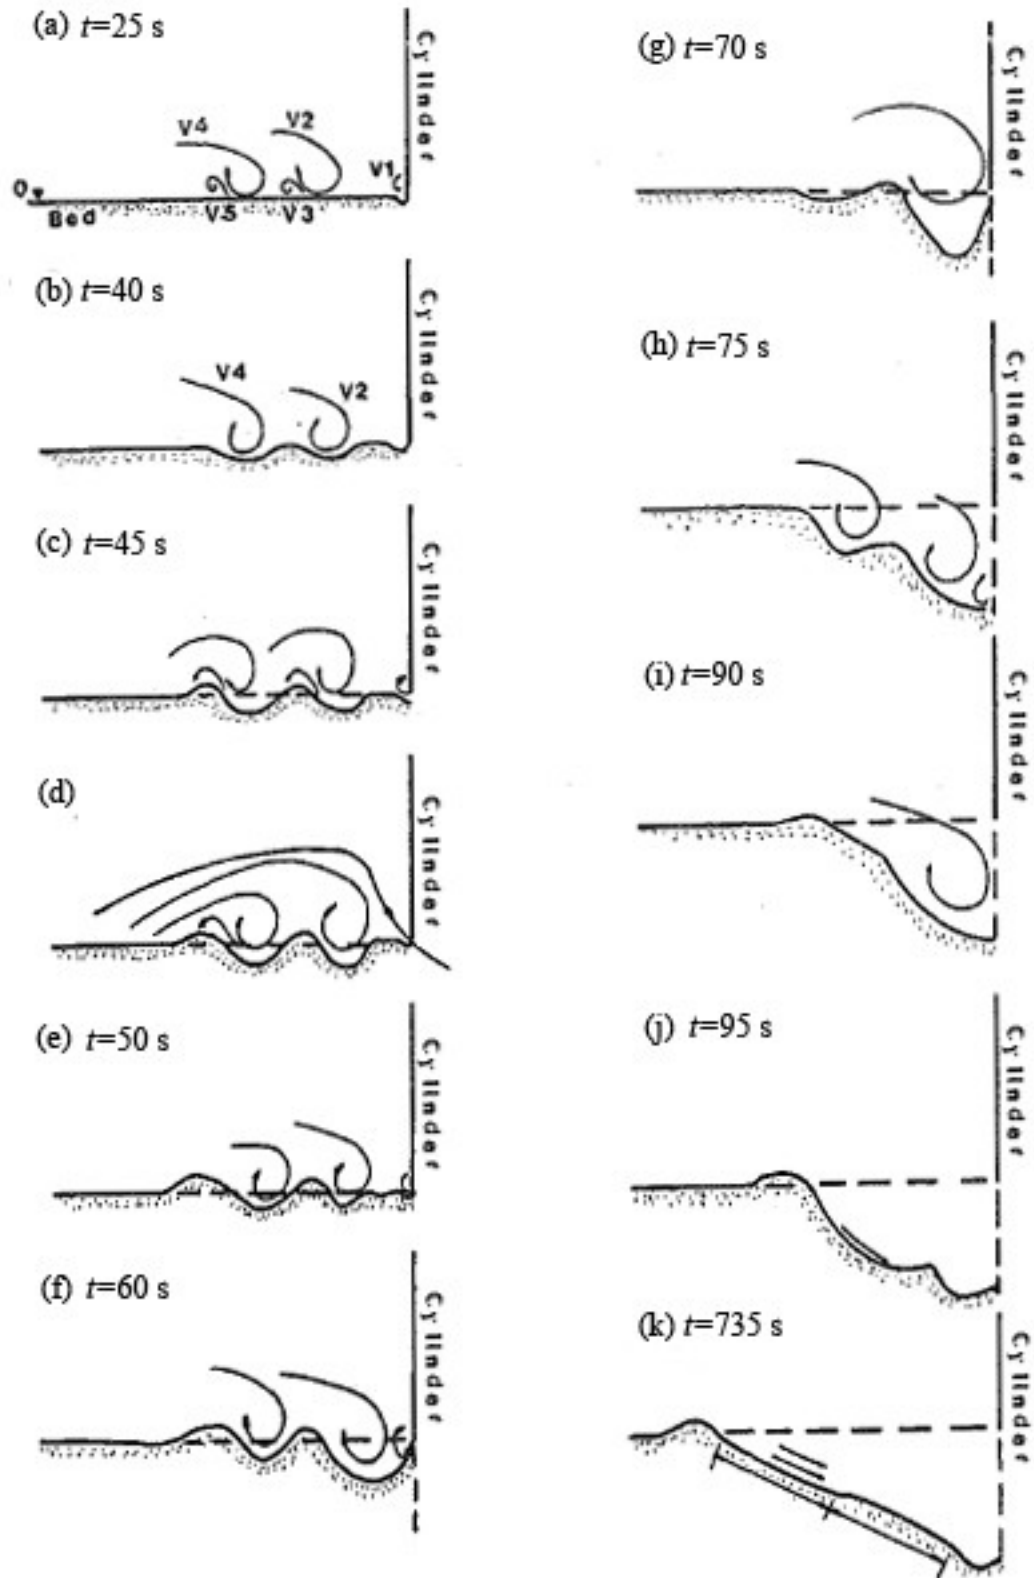 (a) t=25 s
Cylinder
V4
V2
V1
O
V5
V3
Bed
(b) t=40 s
Cylinder
V4
V2
(c) t=45 s
Cylinder
(d)
Cylinder
(e) t=50 s
Cylinder
(f) t=60 s
Cylinder
(g) t=70 s
Cylinder
(h) t=75 s
Cylinder
(i) t=90 s
Cylinder
(j) t=95 s
Cylinder
(k) t=735 s
Cylinder